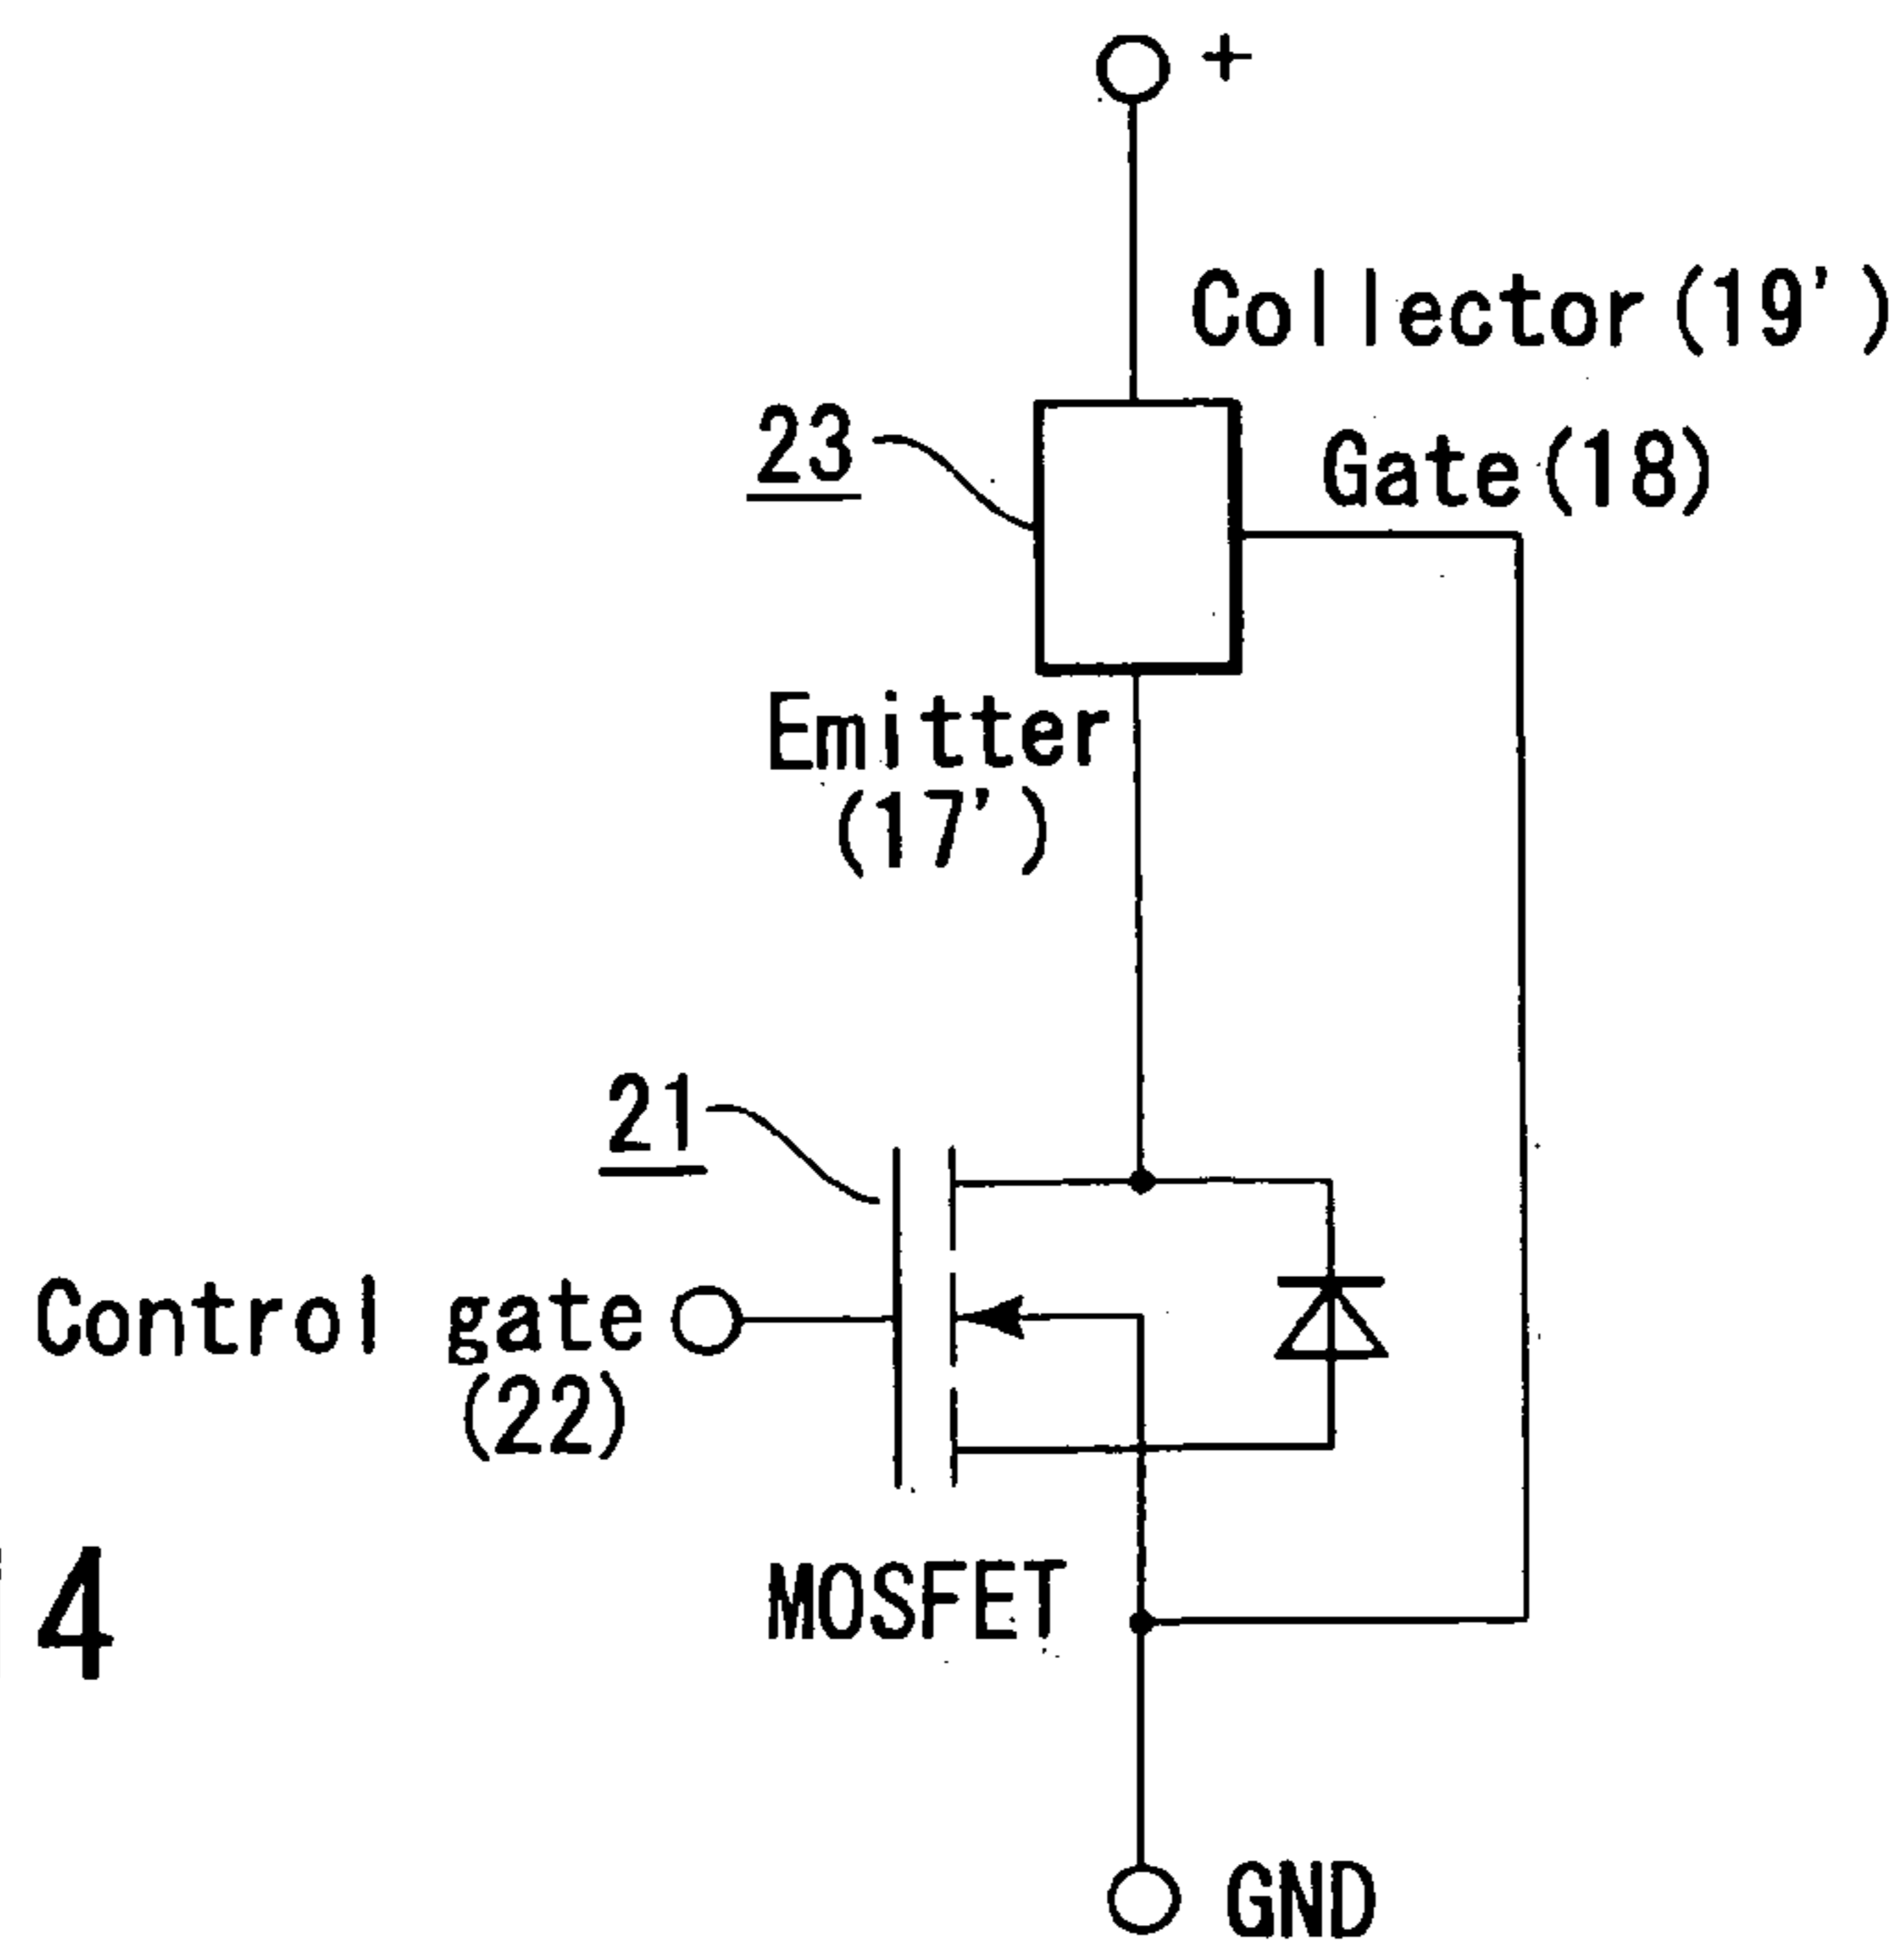 +
Collector(19')
23
Gate(18)
Emitter
(17')
21
Control gate
(22)
MOSFET
4
GND